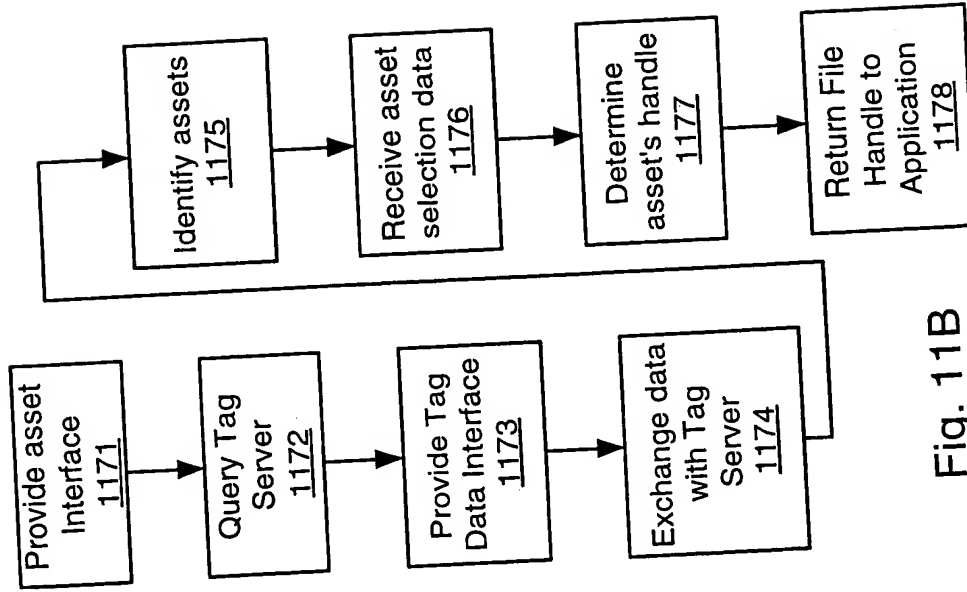 Provide asset
Interface
1171
Query Tag
Server
1172
Provide Tag
Data Interface
1173
Exchange data
with Tag
Server
1174
Identify assets
1175
Receive asset
selection data
1176
Determine
asset's handle
1177
Return File
Handle to
Application
1178
Fig. 11B